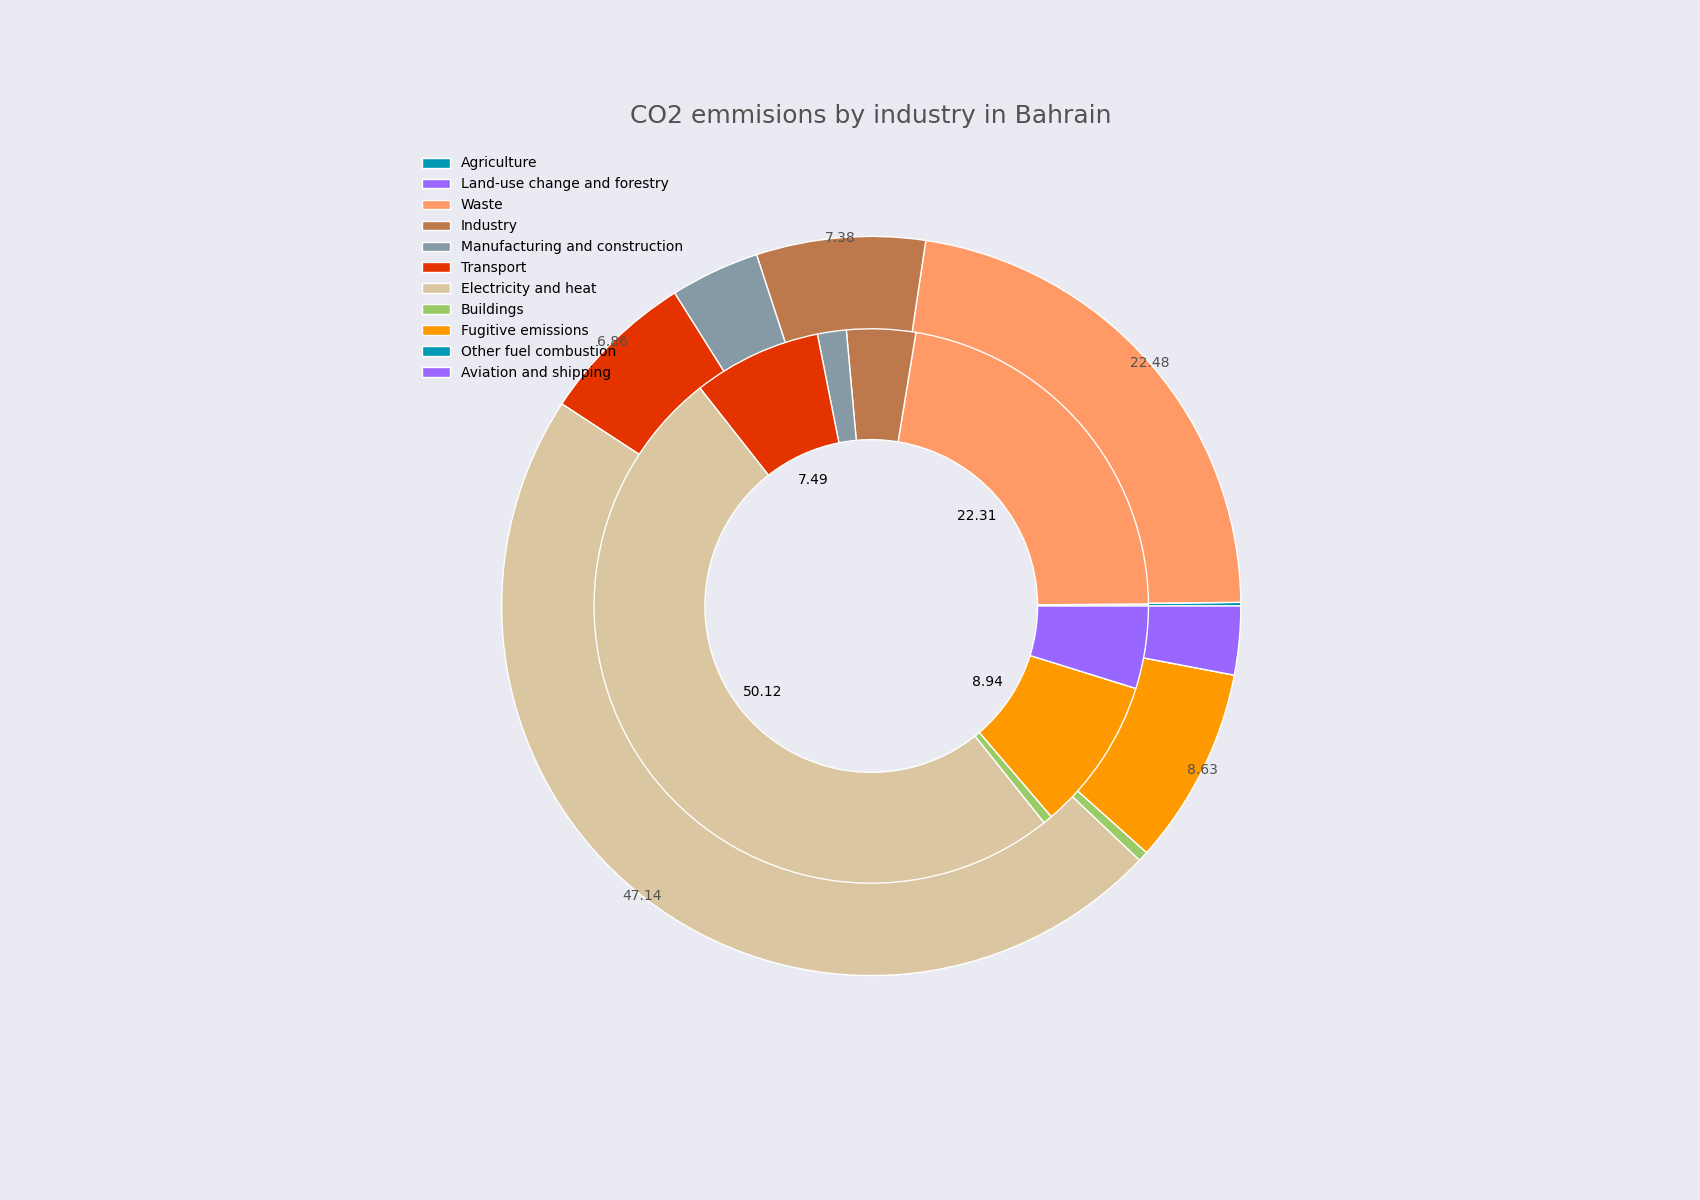 CO2 emmisions by industry in Bahrain
Agriculture
Land-use change and forestry
Waste
Industry
Manufacturing and construction
Transport
Electricity and heat
Buildings
Fugitive emissions
Other fuel combustion
Aviation and shipping
7.38
6.86
22.48
7.49
22.31
50.12
8.94
8.63
47.14